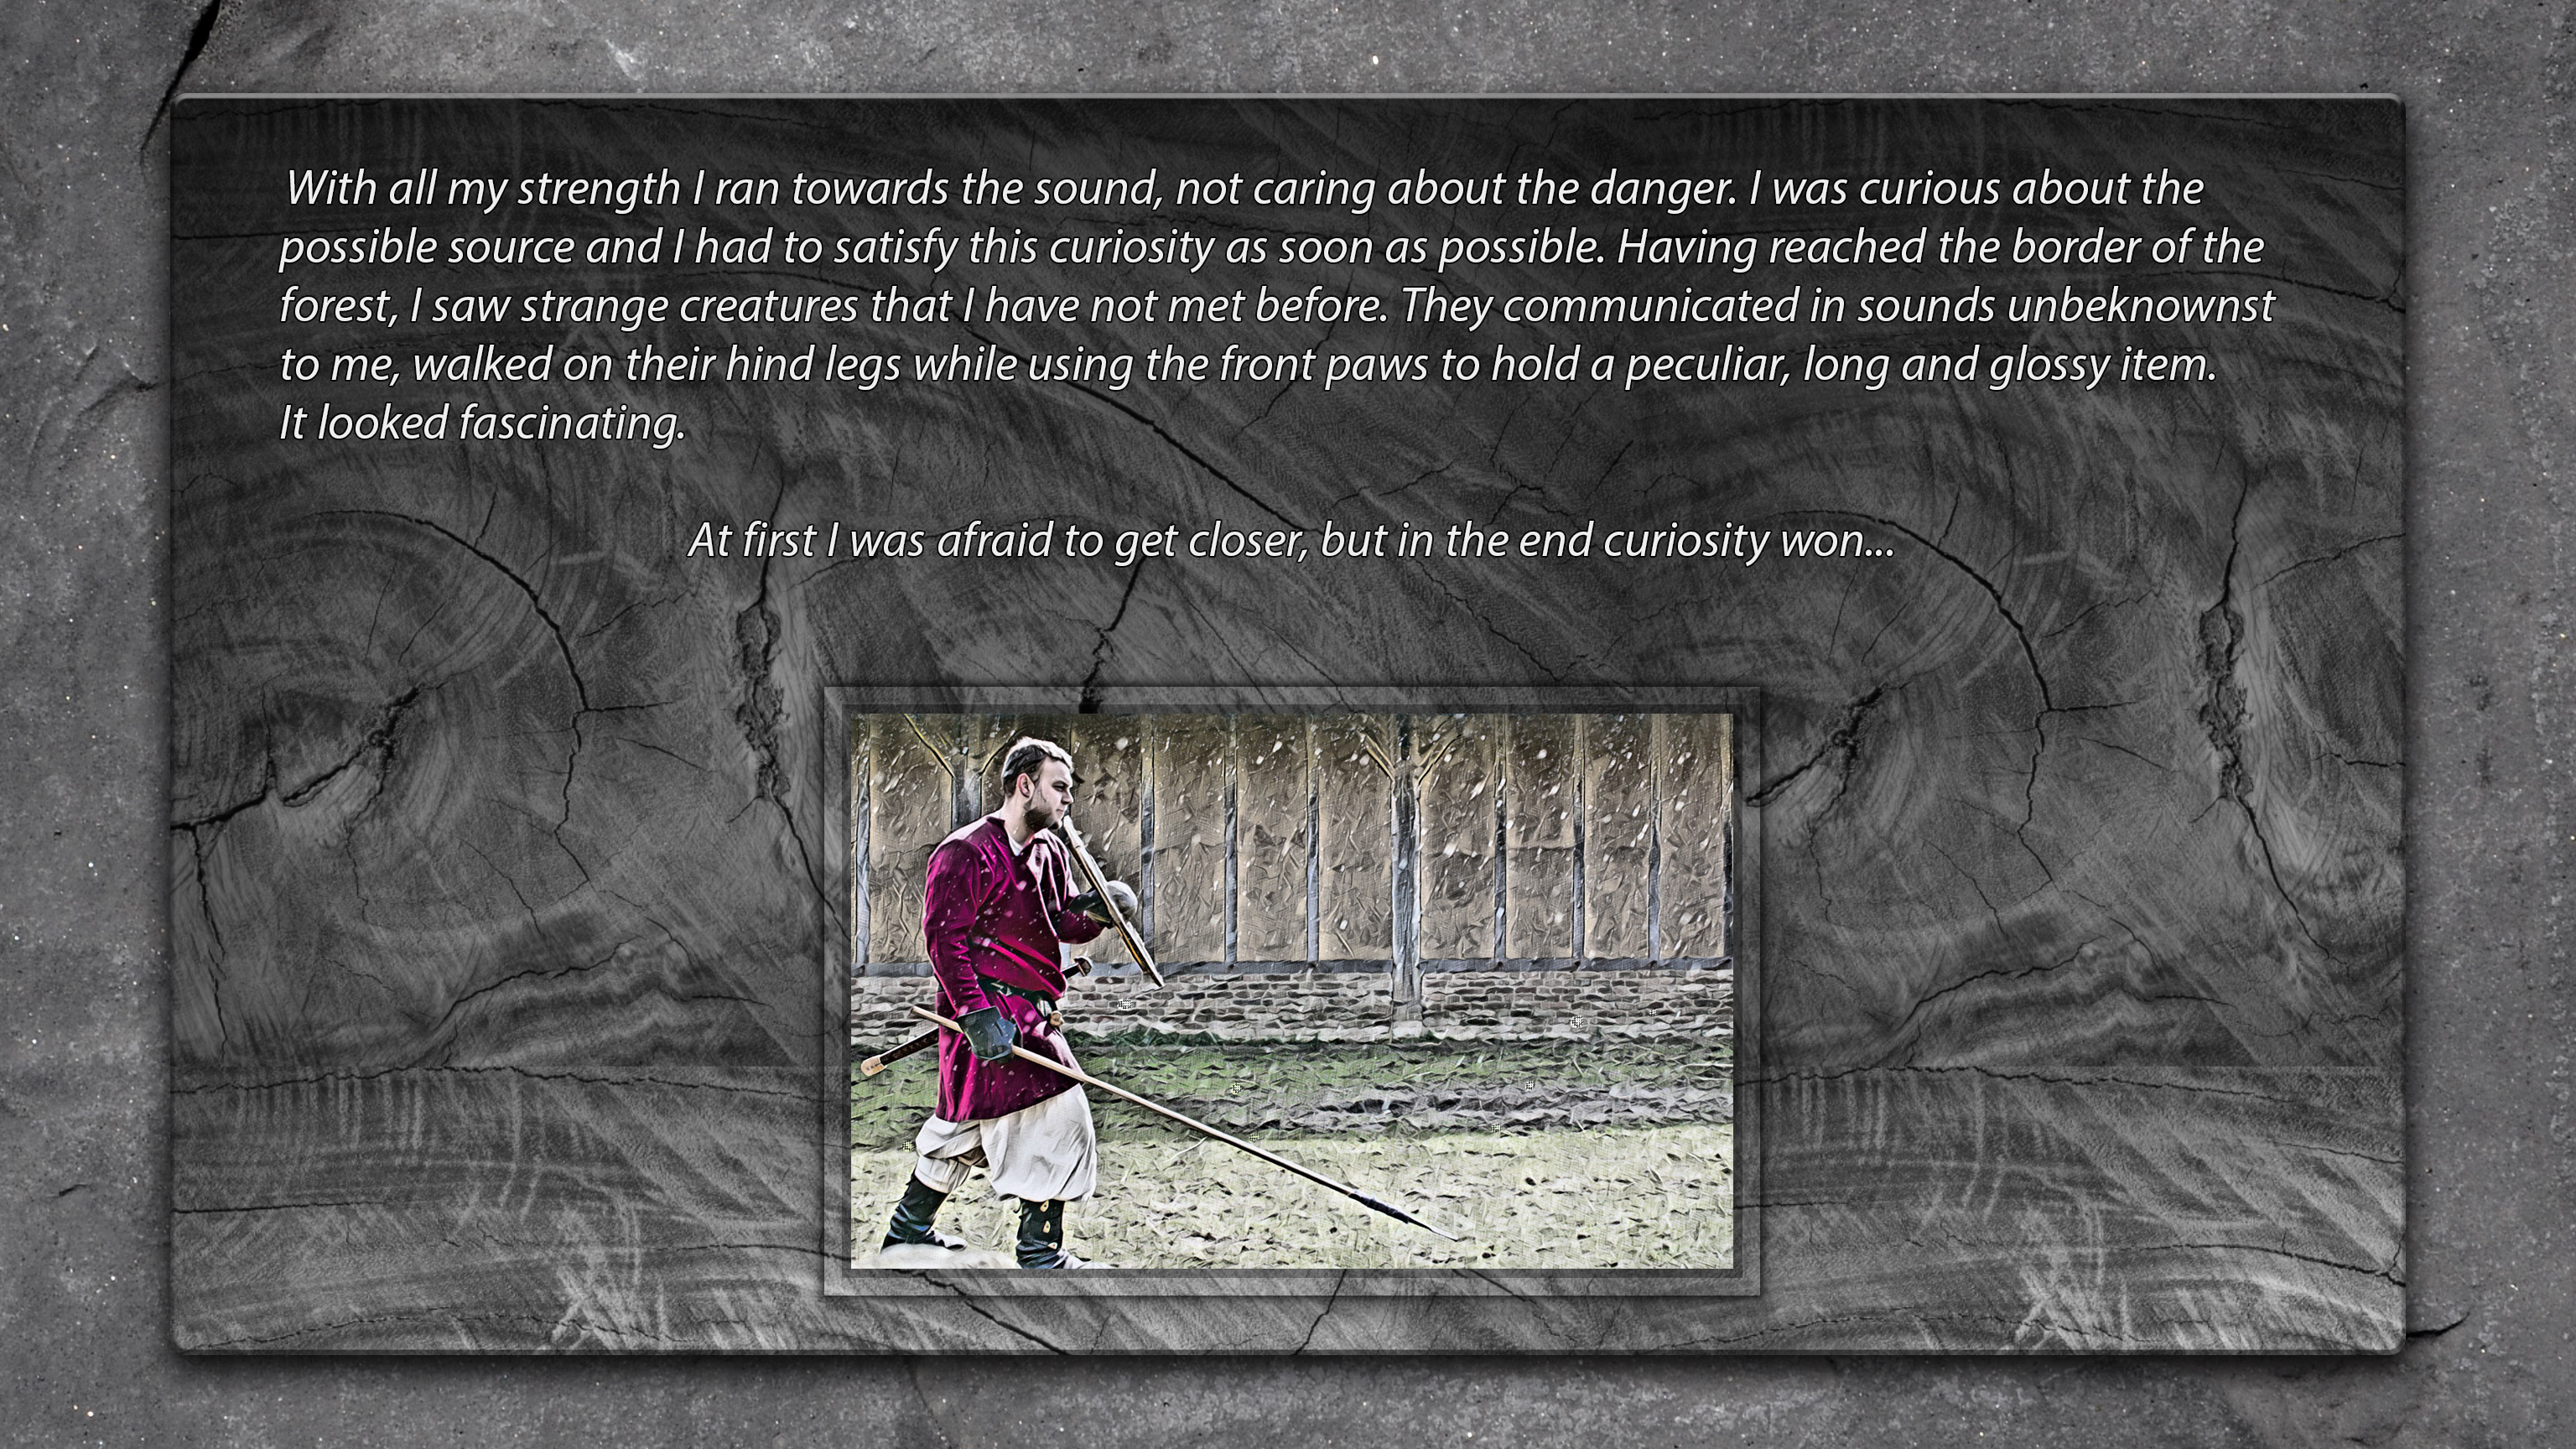 With all my strength I ran towards the sound, not caring about the danger. I was curious about the
possible source and I had to satisfy this curiosity as soon as possible. Having reached the border of the
forest, I saw strange creatures that I have not met before. They communicated in sounds unbeknownst
to me, walked on their hind legs while using the front paws to hold a peculiar, long and glossy item.
It looked fascinating.
At first I was afraid to get closer, but in the end curiosity won...